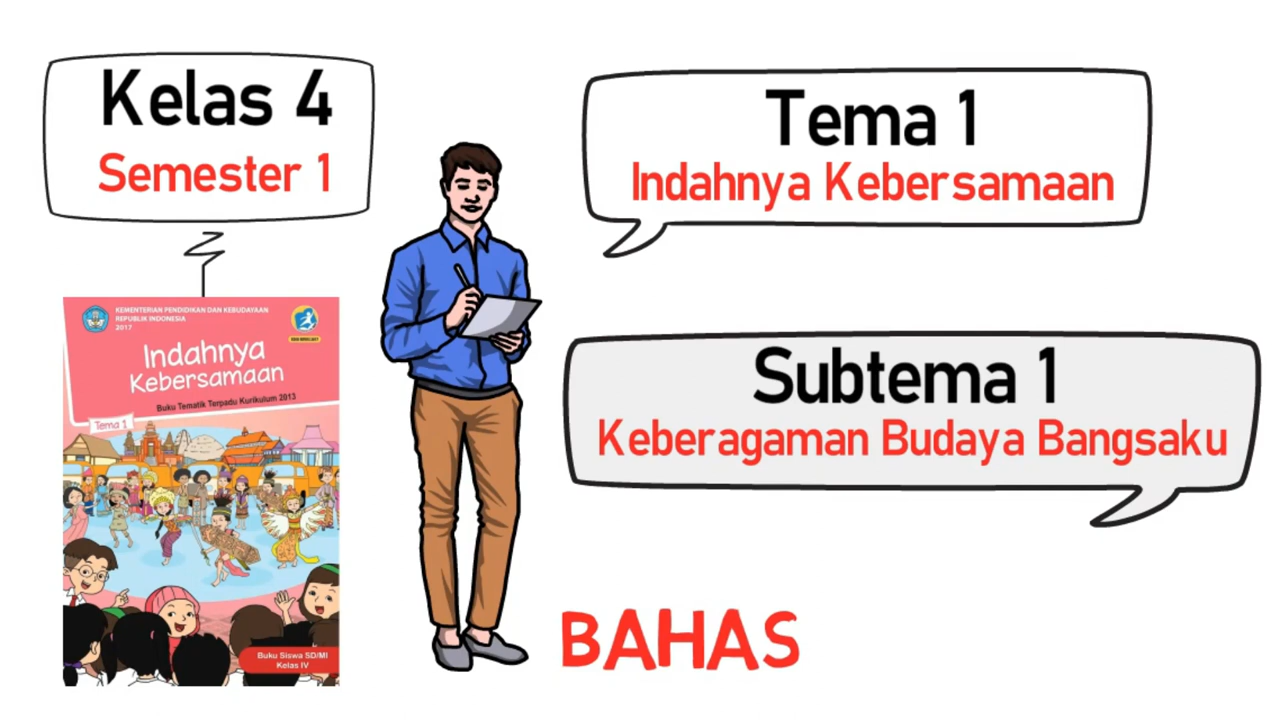 Kelas 4
Semester 1
Tema 1
Indahnya Kebersamaan
KEMENTERIAN PENDIDIKAN DAN KEBUDAYAAN
REPUBLIK INDONESIA
2017
Indahnya
Kebersamaan
Buku Tematik Terpadu Kurikulum 2013
Tema 1
Buku Siswa SD/MI
Kelas IV
Subtema 1
Keberagaman Budaya Bangsaku
BAHAS